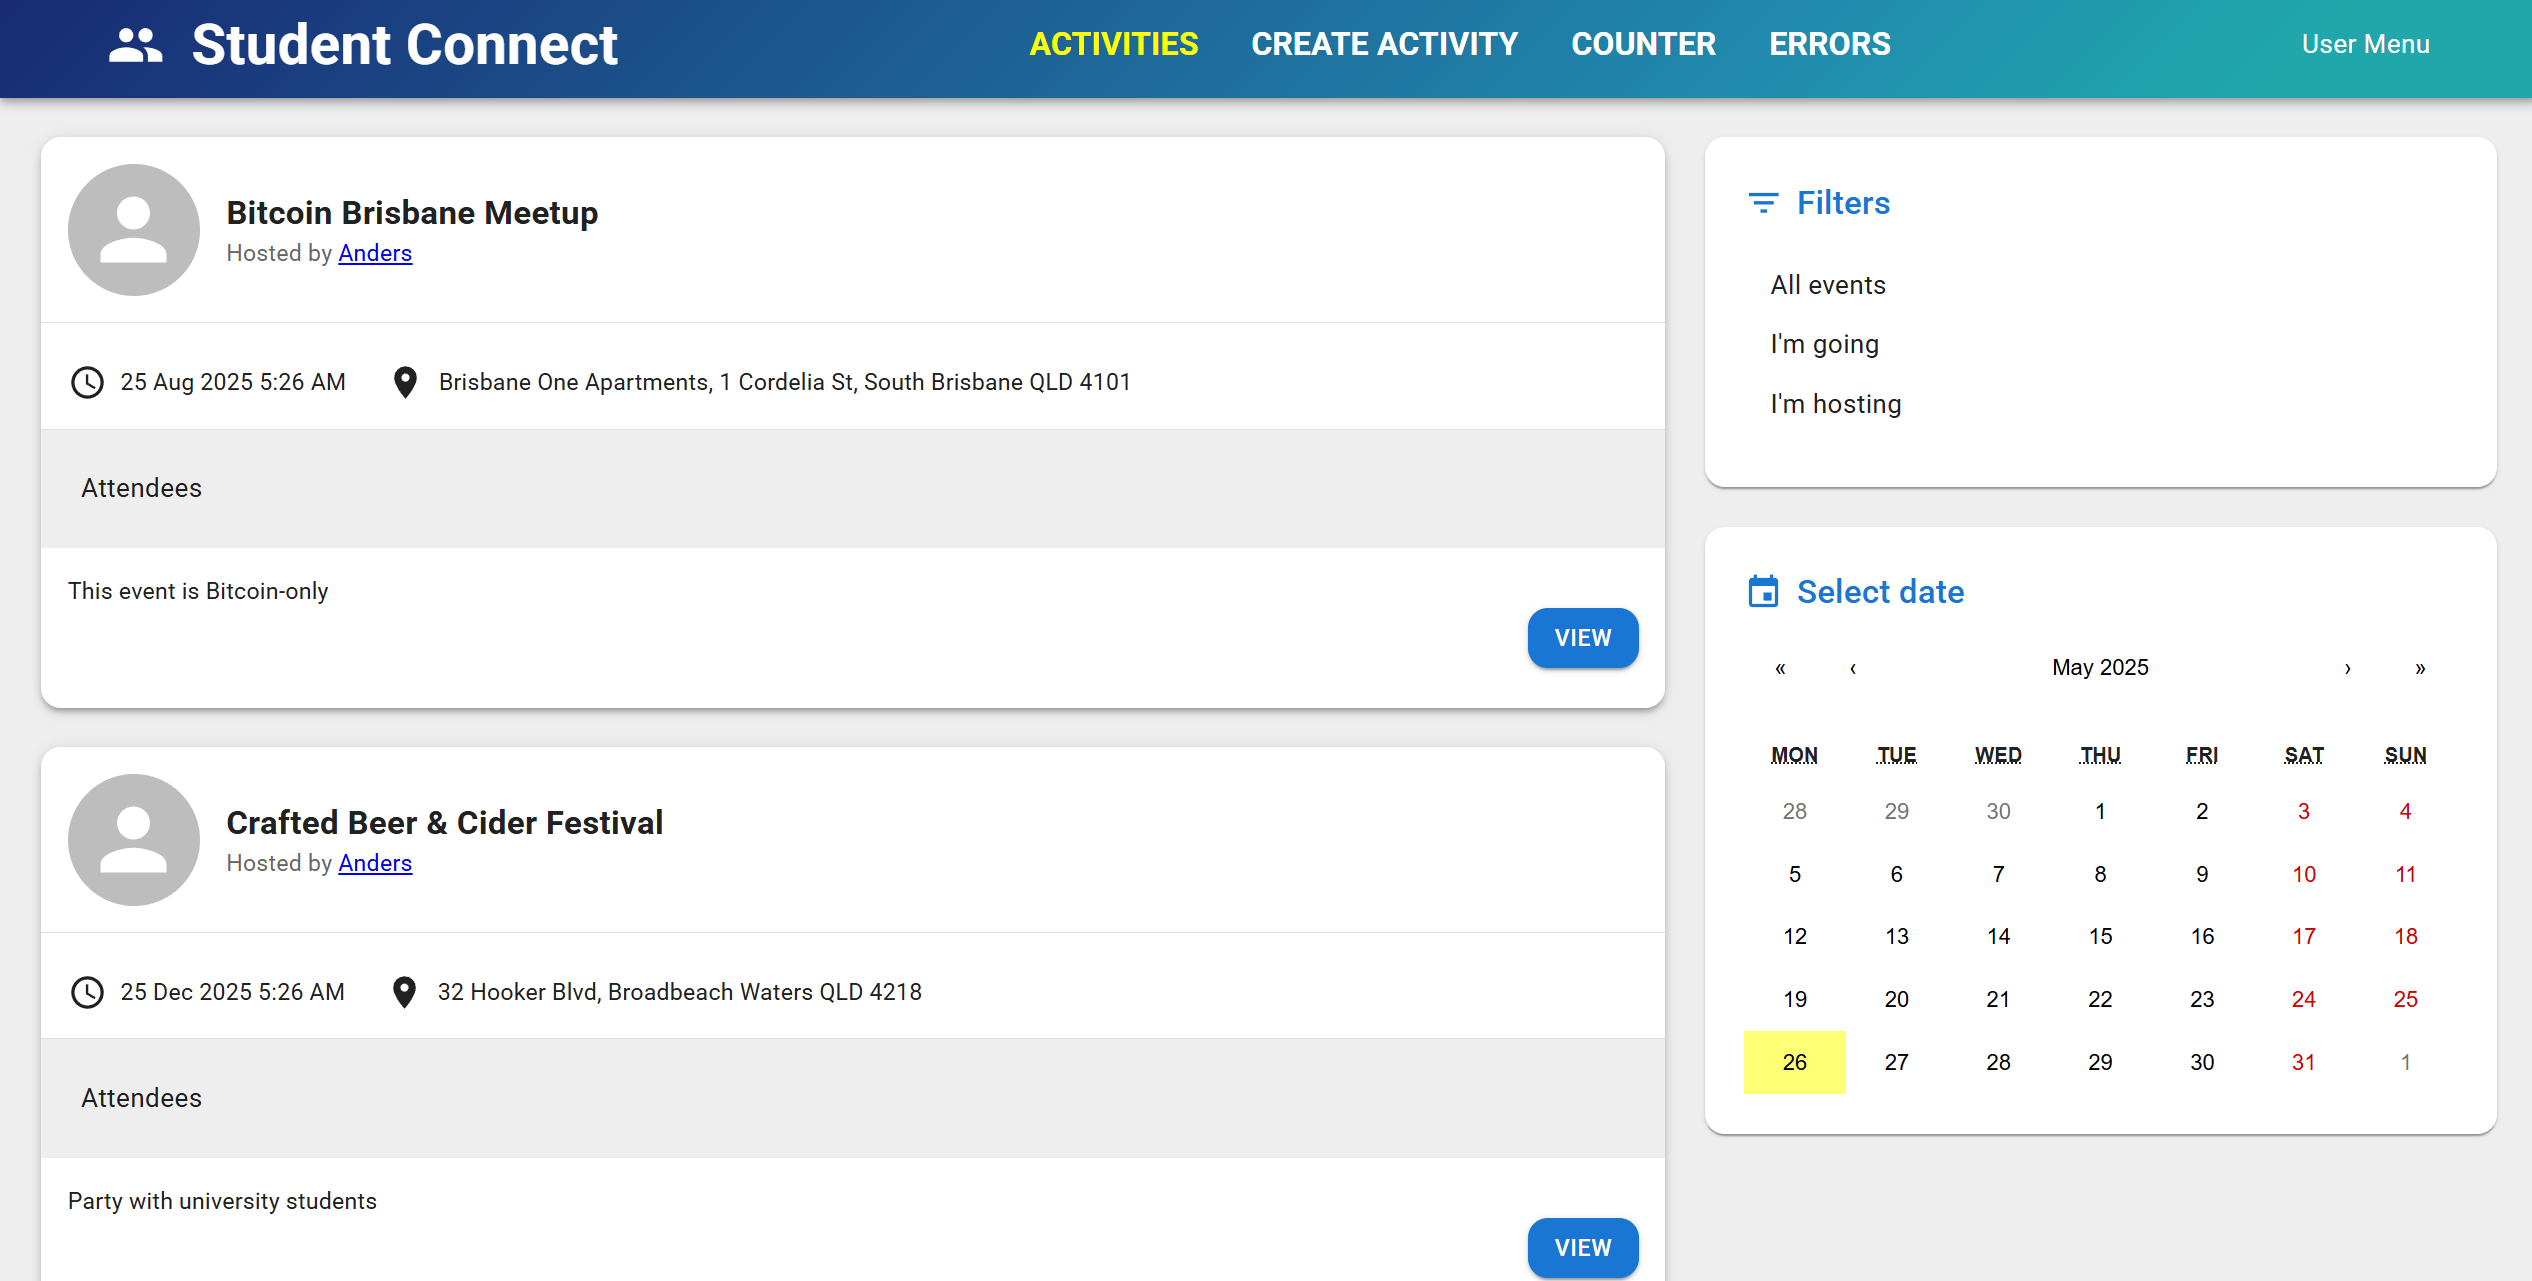 Student Connect
ACTIVITIES CREATE ACTIVITY COUNTER ERRORS
User Menu
Bitcoin Brisbane Meetup
Hosted by Anders
25 Aug 2025 5:26 AM Brisbane One Apartments, 1 Cordelia St, South Brisbane QLD 4101
Attendees
This event is Bitcoin-only
VIEW
Crafted Beer & Cider Festival
Hosted by Anders
25 Dec 2025 5:26 AM 32 Hooker Blvd, Broadbeach Waters QLD 4218
Attendees
Party with university students
VIEW
Filters
All events
I'm going
I'm hosting
Select date
« ‹ May 2025 › »
MON TUE WED THU FRI SAT SUN
28 29 30 1 2 3 4
5 6 7 8 9 10 11
12 13 14 15 16 17 18
19 20 21 22 23 24 25
26 27 28 29 30 31 1